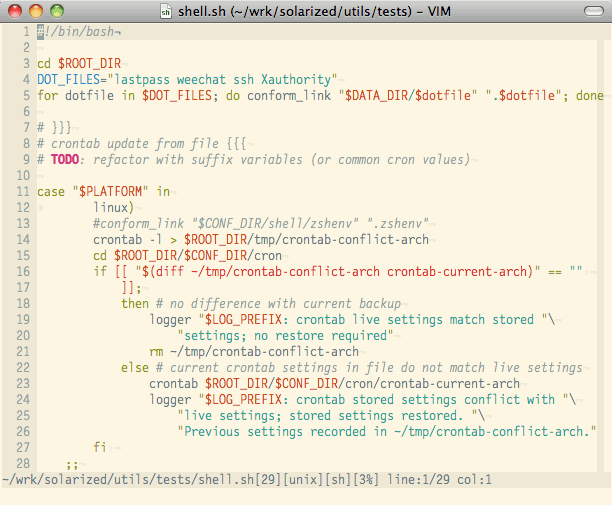 shell.sh (~/wrk/solarized/utils/tests) – VIM
1 #!/bin/bash¬
2
3 cd $ROOT_DIR¬
4 DOT_FILES="lastpass weechat ssh Xauthority"¬
5 for dotfile in $DOT_FILES; do conform_link "$DATA_DIR/$dotfile" ".$dotfile"; done
6
7 # }}}¬
8 # crontab update from file {{{¬
9 # TODO: refactor with suffix variables (or common cron values)¬
10
11 case "$PLATFORM" in¬
12 linux)¬
13 #conform_link "$CONF_DIR/shell/zshenv" ".zshenv"¬
14 crontab -l > $ROOT_DIR/tmp/crontab-conflict-arch¬
15 cd $ROOT_DIR/$CONF_DIR/cron¬
16 if [[ "$(diff ~/tmp/crontab-conflict-arch crontab-current-arch)" == ""¬
17 ]];¬
18 then # no difference with current backup¬
19 logger "$LOG_PREFIX: crontab live settings match stored "\¬
20 "settings; no restore required"¬
21 rm ~/tmp/crontab-conflict-arch¬
22 else # current crontab settings in file do not match live settings¬
23 crontab $ROOT_DIR/$CONF_DIR/cron/crontab-current-arch¬
24 logger "$LOG_PREFIX: crontab stored settings conflict with "\¬
25 "live settings; stored settings restored. "\¬
26 "Previous settings recorded in ~/tmp/crontab-conflict-arch."¬
27 fi¬
28 ;;¬
~/wrk/solarized/utils/tests/shell.sh[29][unix][sh][3%] line:1/29 col:1